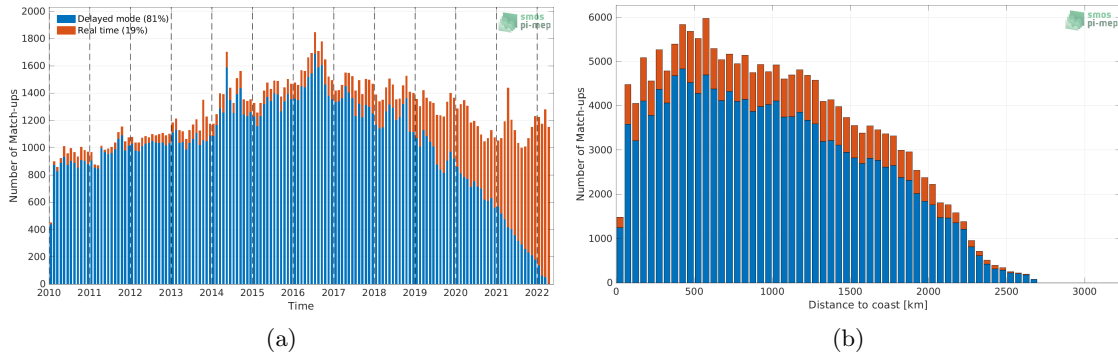 Delayed mode (81%)
Real time (19%)
smos
pi-mep
Number of Match-ups
2000
1800
1600
1400
1200
1000
800
600
400
200
0
2010 2011 2012 2013 2014 2015 2016 2017 2018 2019 2020 2021 2022
Time
(a)
smos
pi-mep
Number of Match-ups
6000
5000
4000
3000
2000
1000
0
0 500 1000 1500 2000 2500 3000
Distance to coast [km]
(b)